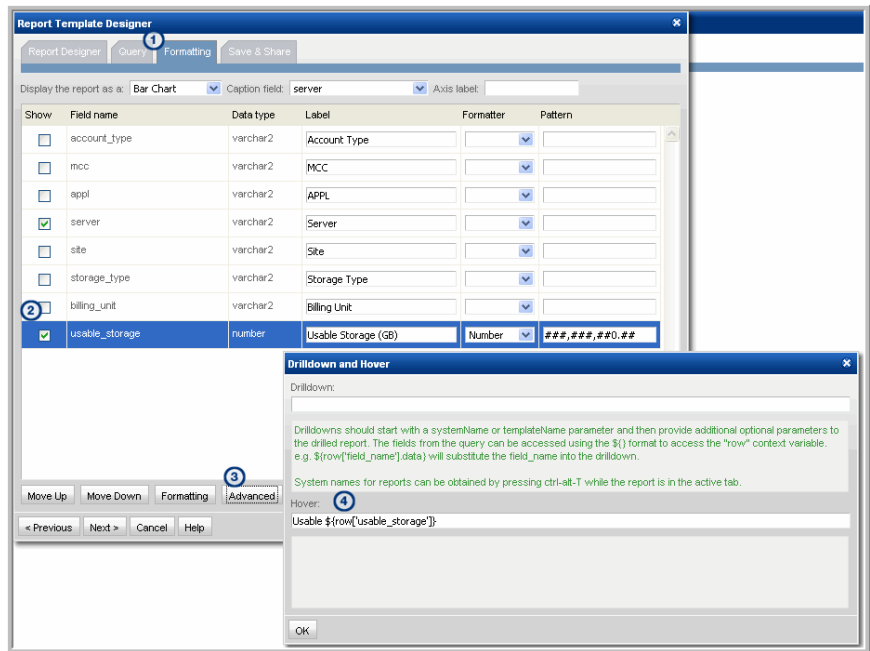 Report Template Designer
1
Report Designer Query Formatting Save & Share
Display the report as a: Bar Chart Caption field: server Axis label:
Show Field name Data type Label Formatter Pattern
account_type varchar2 Account Type
mcc varchar2 MCC
appl varchar2 APPL
server varchar2 Server
site varchar2 Site
storage_type varchar2 Storage Type
2 billing_unit varchar2 Billing Unit
usable_storage number Usable Storage (GB) Number ###,###,##0.##
Drilldown and Hover
Drilldown:
Drilldowns should start with a systemName or templateName parameter and then provide additional optional parameters to
the drilled report. The fields from the query can be accessed using the ${} format to access the "row" context variable.
e.g. ${row['field_name'].data} will substitute the field_name into the drilldown.
System names for reports can be obtained by pressing ctrl-alt-T while the report is in the active tab.
3
Move Up Move Down Formatting Advanced
Hover: 4
Usable ${row['usable_storage']}
« Previous Next » Cancel Help
OK